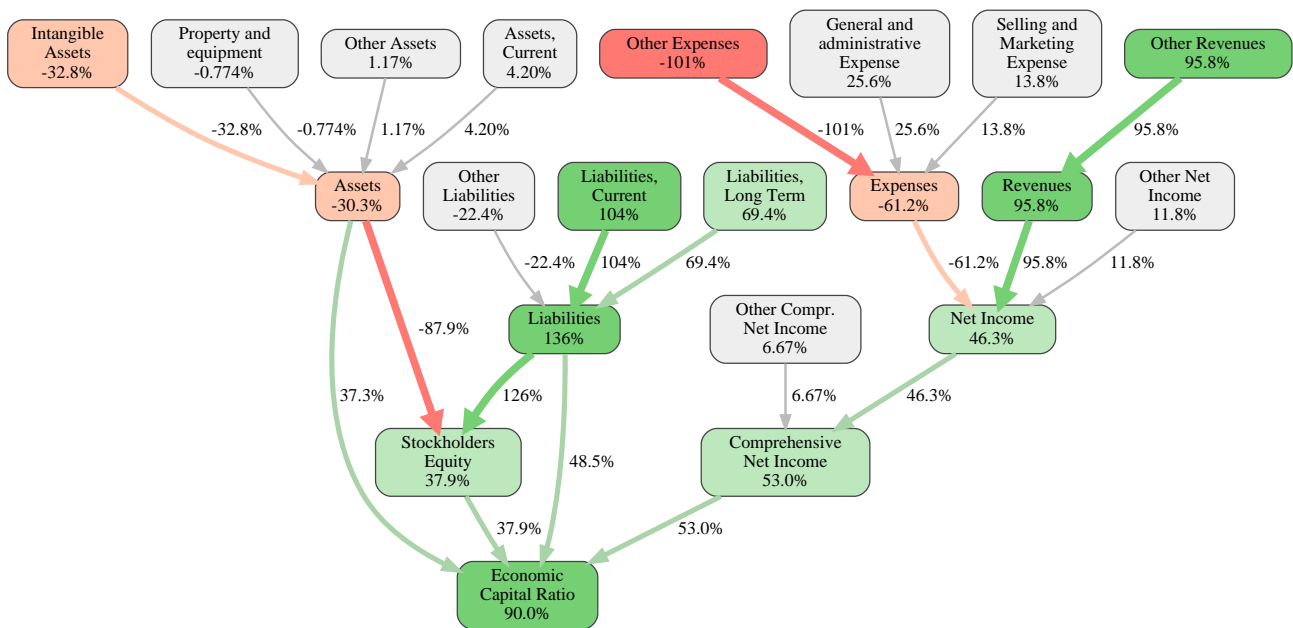 Intangible
Assets
-32.8%
Property and
equipment
-0.774%
Other Assets
1.17%
Assets,
Current
4.20%
Other Expenses
-101%
General and
administrative
Expense
25.6%
Selling and
Marketing
Expense
13.8%
Other Revenues
95.8%
-32.8%
-0.774%
1.17%
4.20%
-101%
25.6%
13.8%
95.8%
Assets
-30.3%
Other
Liabilities
-22.4%
Liabilities,
Current
104%
Liabilities,
Long Term
69.4%
Expenses
-61.2%
Revenues
95.8%
Other Net
Income
11.8%
-22.4%
104%
69.4%
-61.2%
95.8%
11.8%
-87.9%
Liabilities
136%
Other Compr.
Net Income
6.67%
Net Income
46.3%
37.3%
126%
6.67%
46.3%
Stockholders
Equity
37.9%
48.5%
Comprehensive
Net Income
53.0%
37.9%
53.0%
Economic
Capital Ratio
90.0%